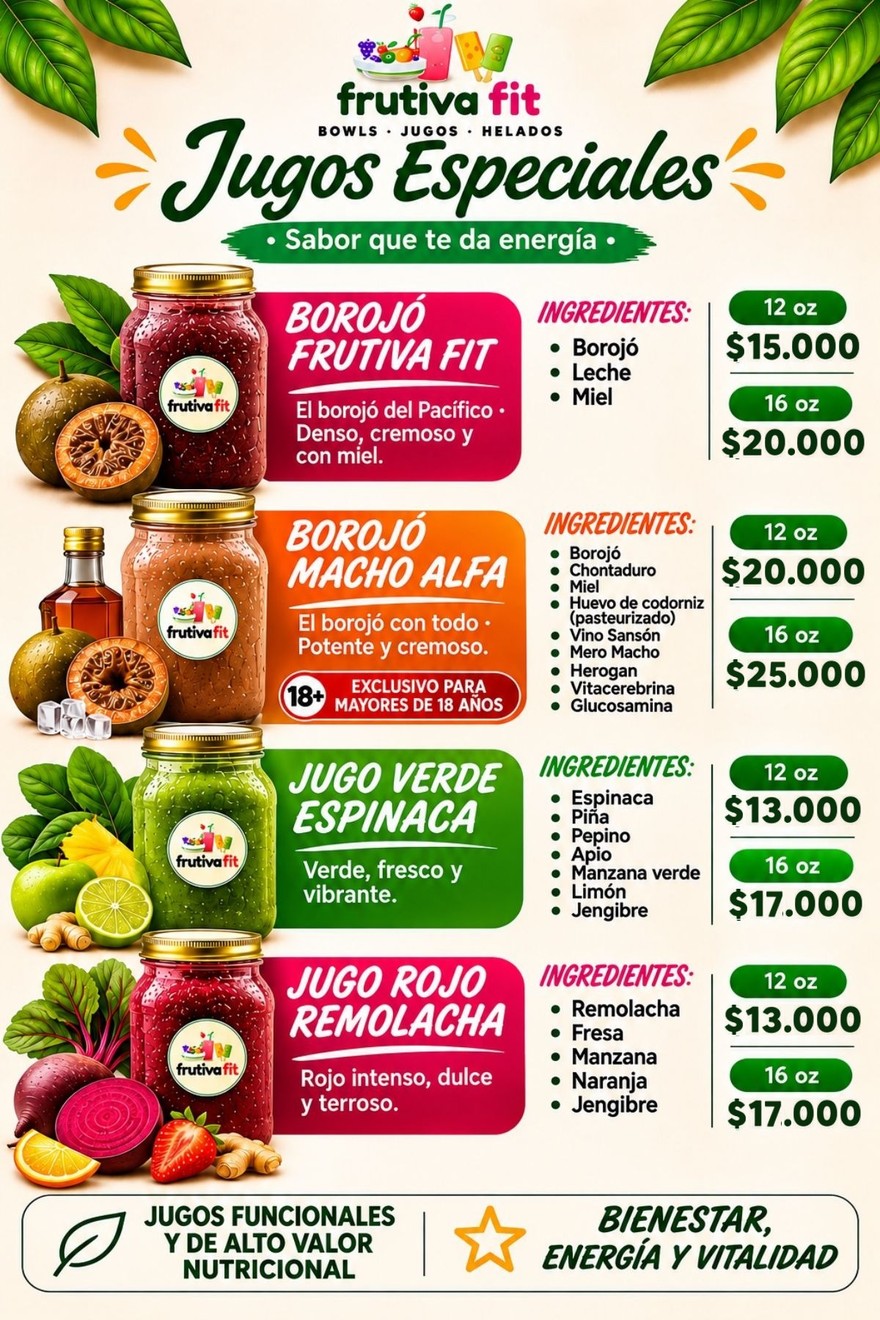 frutiva fit
BOWLS · JUGOS · HELADOS
Jugos Especiales
• Sabor que te da energía •
frutiva fit
BOROJÓ
FRUTIVA FIT
El borojó del Pacífico ·
Denso, cremoso y
con miel.
INGREDIENTES:
• Borojó
• Leche
• Miel
12 oz
$15.000
16 oz
$20.000
frutiva fit
BOROJÓ
MACHO ALFA
El borojó con todo ·
Potente y cremoso.
18+
EXCLUSIVO PARA
MAYORES DE 18 AÑOS
INGREDIENTES:
• Borojó
• Chontaduro
• Miel
• Huevo de codorniz
(pasteurizado)
• Vino Sansón
• Mero Macho
• Herogan
• Vitacerebrina
• Glucosamina
12 oz
$20.000
16 oz
$25.000
frutiva fit
JUGO VERDE
ESPINACA
Verde, fresco y
vibrante.
INGREDIENTES:
• Espinaca
• Piña
• Pepino
• Apio
• Manzana verde
• Limón
• Jengibre
12 oz
$13.000
16 oz
$17.000
frutiva fit
JUGO ROJO
REMOLACHA
Rojo intenso, dulce
y terroso.
INGREDIENTES:
• Remolacha
• Fresa
• Manzana
• Naranja
• Jengibre
12 oz
$13.000
16 oz
$17.000
JUGOS FUNCIONALES
Y DE ALTO VALOR
NUTRICIONAL
BIENESTAR,
ENERGÍA Y VITALIDAD